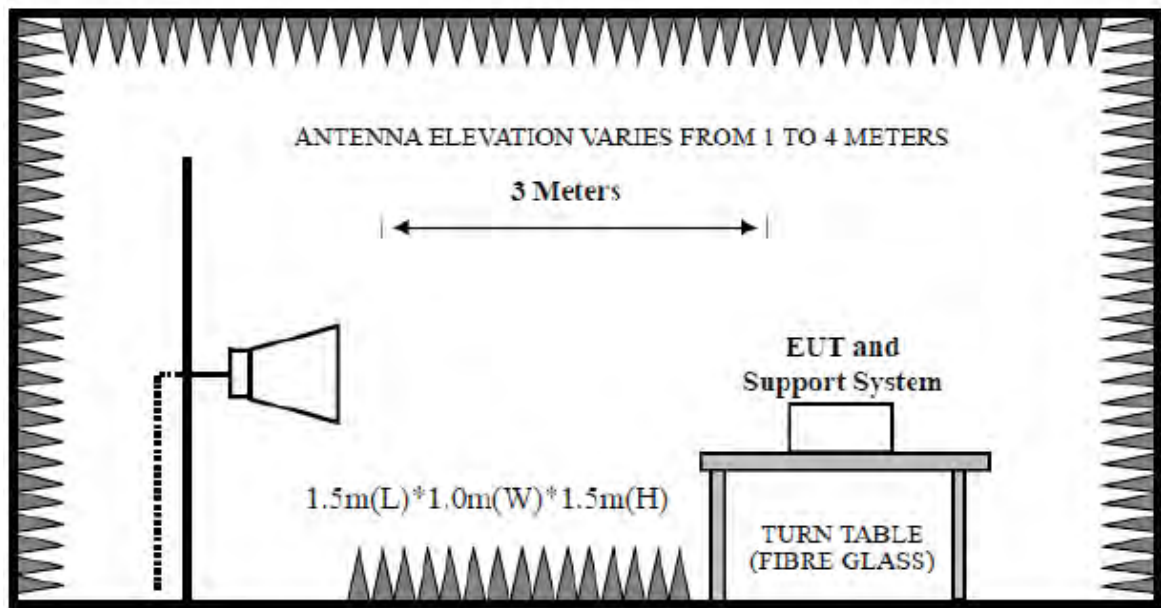 ANTENNA ELEVATION VARIES FROM 1 TO 4 METERS
3 Meters
EUT and
Support System
1.5m(L)*1.0m(W)*1.5m(H)
TURN TABLE
(FIBRE GLASS)